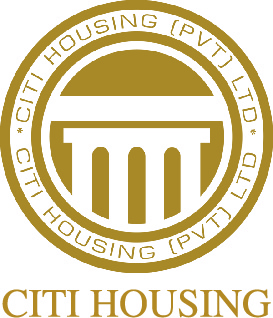 *CITI HOUSING (PVT) LTD*
CITI HOUSING (PVT) LTD
CITI HOUSING